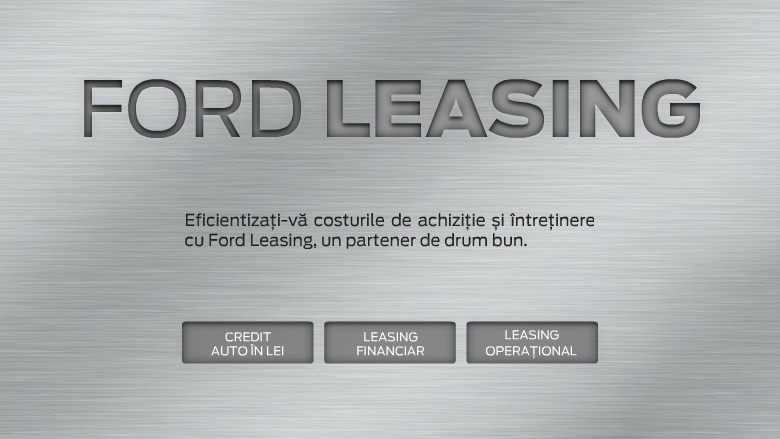 FORD LEASING
Eficientizați-vă costurile de achiziție și întreținere
cu Ford Leasing, un partener de drum bun.
CREDIT
AUTO ÎN LEI
LEASING
FINANCIAR
LEASING
OPERAȚIONAL